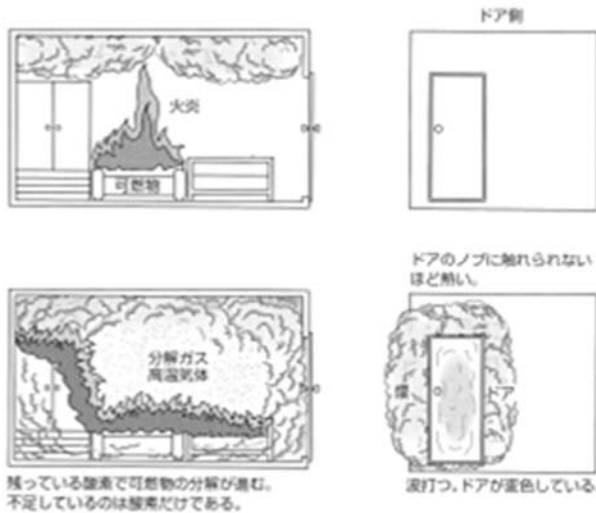 ドア側
火炎
可燃物
ドアのノブに触れられない
ほど熱い。
分解ガス
高温気体
ドア
残っている酸素で可燃物の分解が進む。
不足しているのは酸素だけである。
波打つ。ドアが変色している。